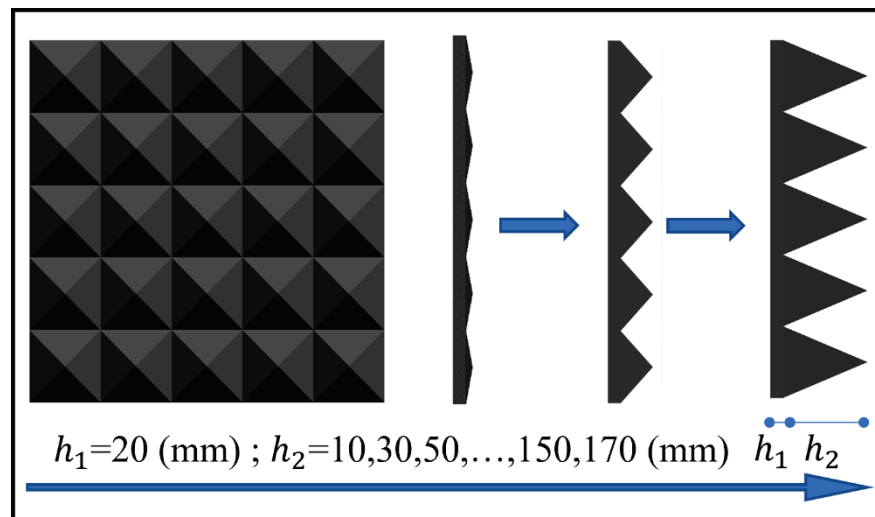 h₁=20 (mm) ; h₂=10,30,50,…,150,170 (mm) h₁ h₂